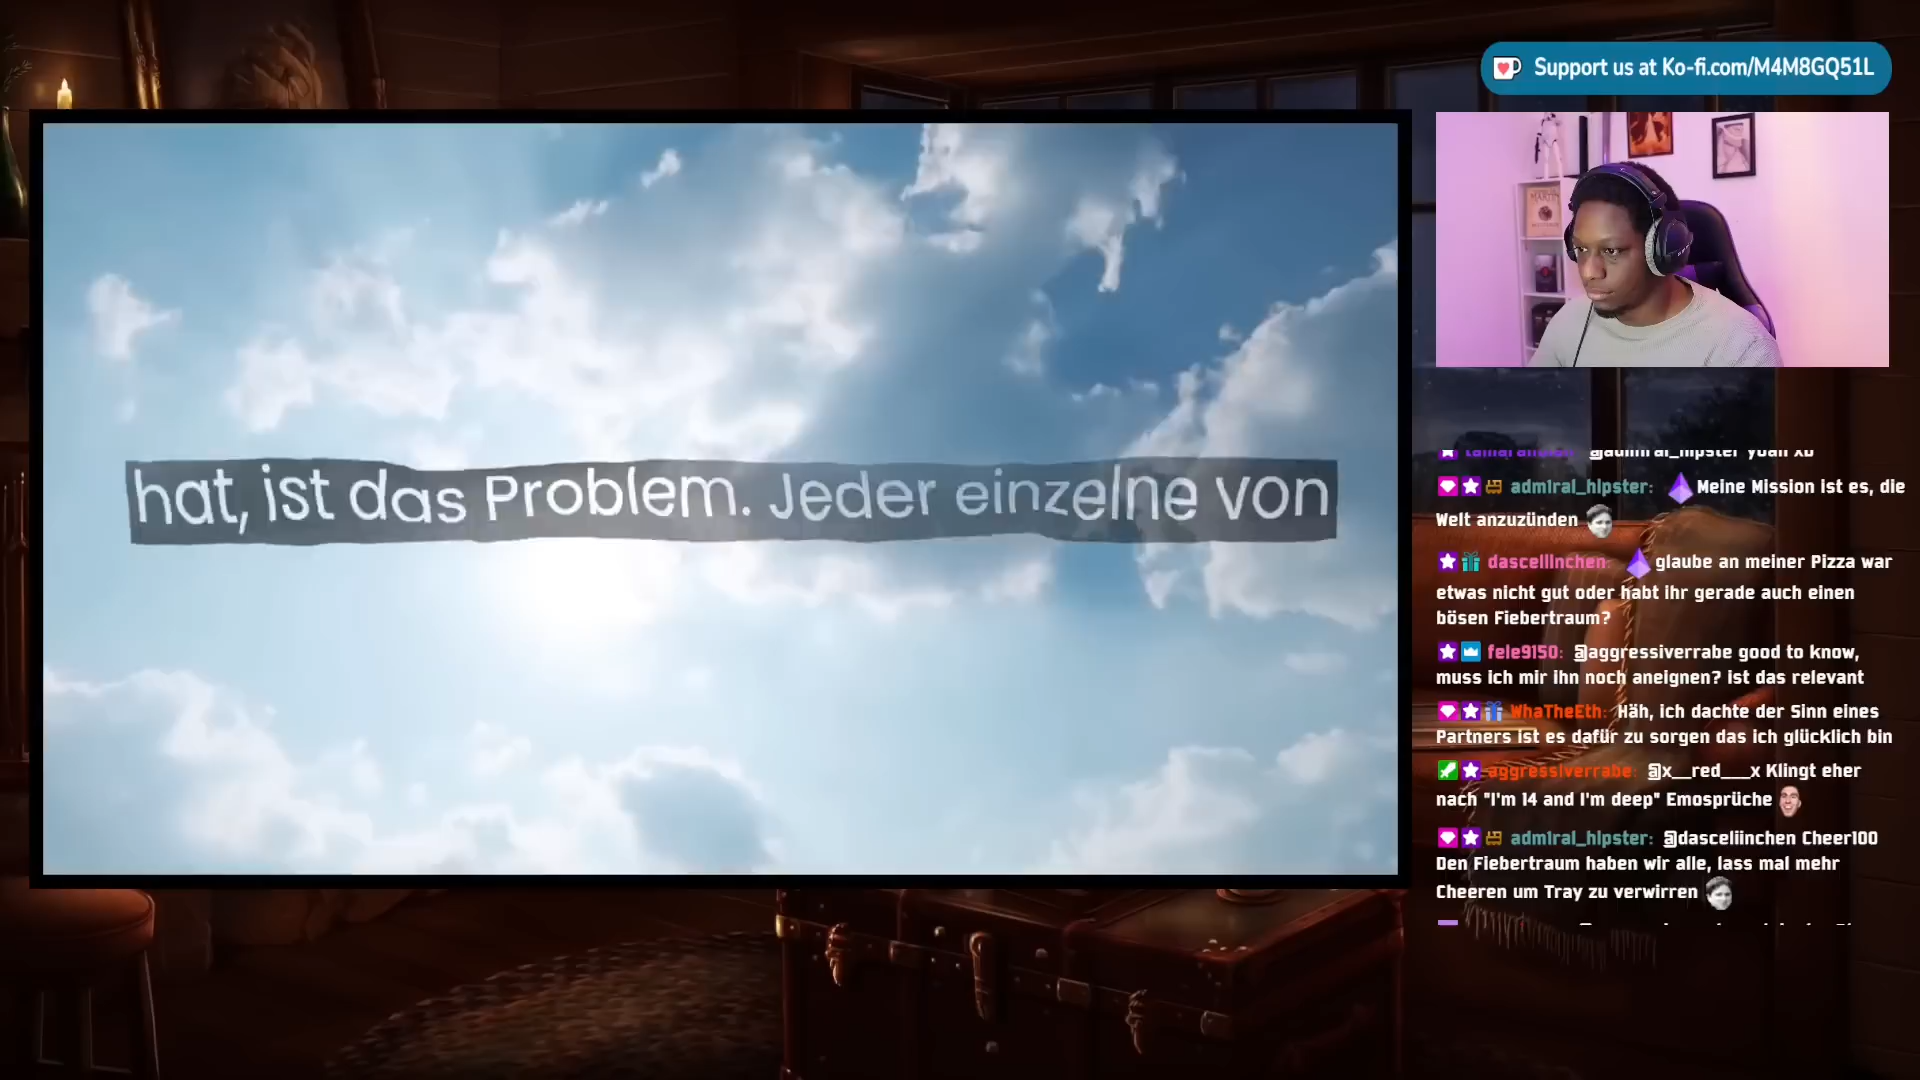 Support us at Ko-fi.com/M4M8GQ51L
hat, ist das Problem. Jeder einzelne von
adm1ral_h1pster: Meine Mission ist es, die
Welt anzuzünden
dasceliinchen: glaube an meiner Pizza war
etwas nicht gut oder habt ihr gerade auch einen
bösen Fiebertraum?
fele9150: @aggressiverrabe good to know,
muss ich mir ihn noch aneignen? ist das relevant
WhaTheEth: Häh, ich dachte der Sinn eines
Partners ist es dafür zu sorgen das ich glücklich bin
aggressiverrabe: @x__red___x Klingt eher
nach "I'm 14 and I'm deep" Emosprüche
adm1ral_h1pster: @dasceliinchen Cheer100
Den Fiebertraum haben wir alle, lass mal mehr
Cheeren um Tray zu verwirren